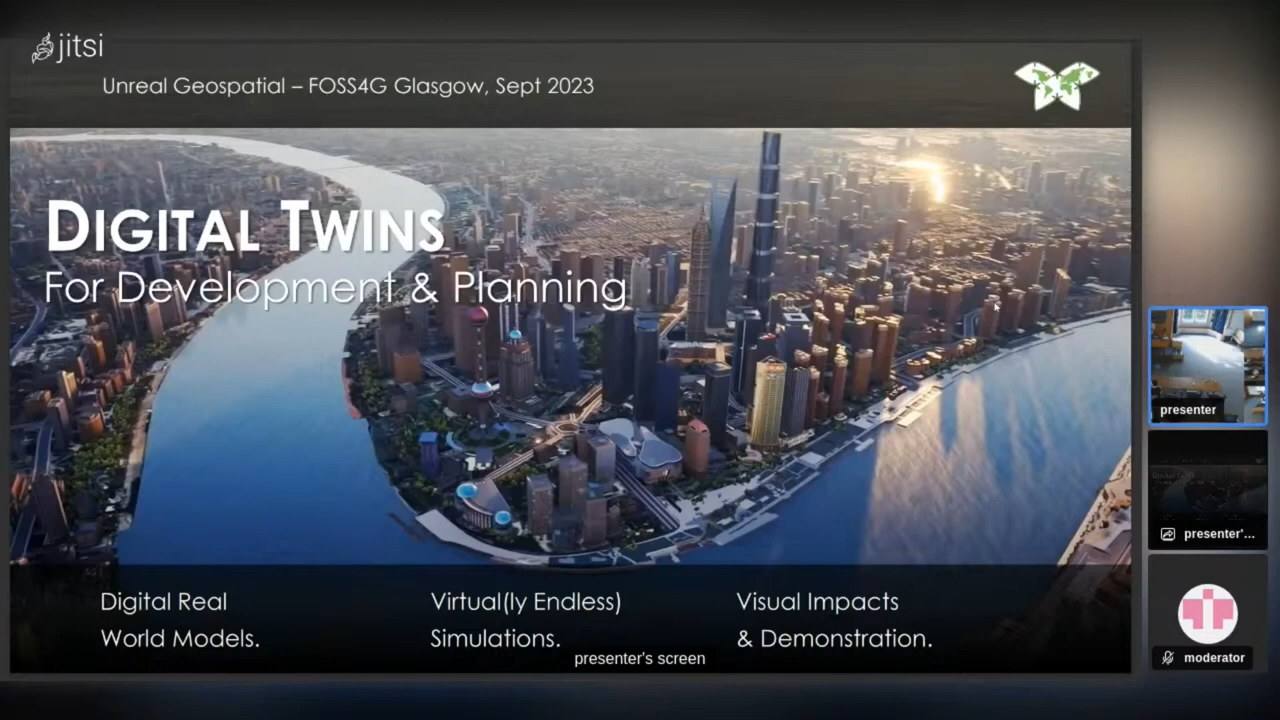 jitsi
Unreal Geospatial – FOSS4G Glasgow, Sept 2023
DIGITAL TWINS
For Development & Planning
Digital Real
World Models.
Virtual(ly Endless)
Simulations.
Visual Impacts
& Demonstration.
presenter's screen
presenter
presenter'...
moderator